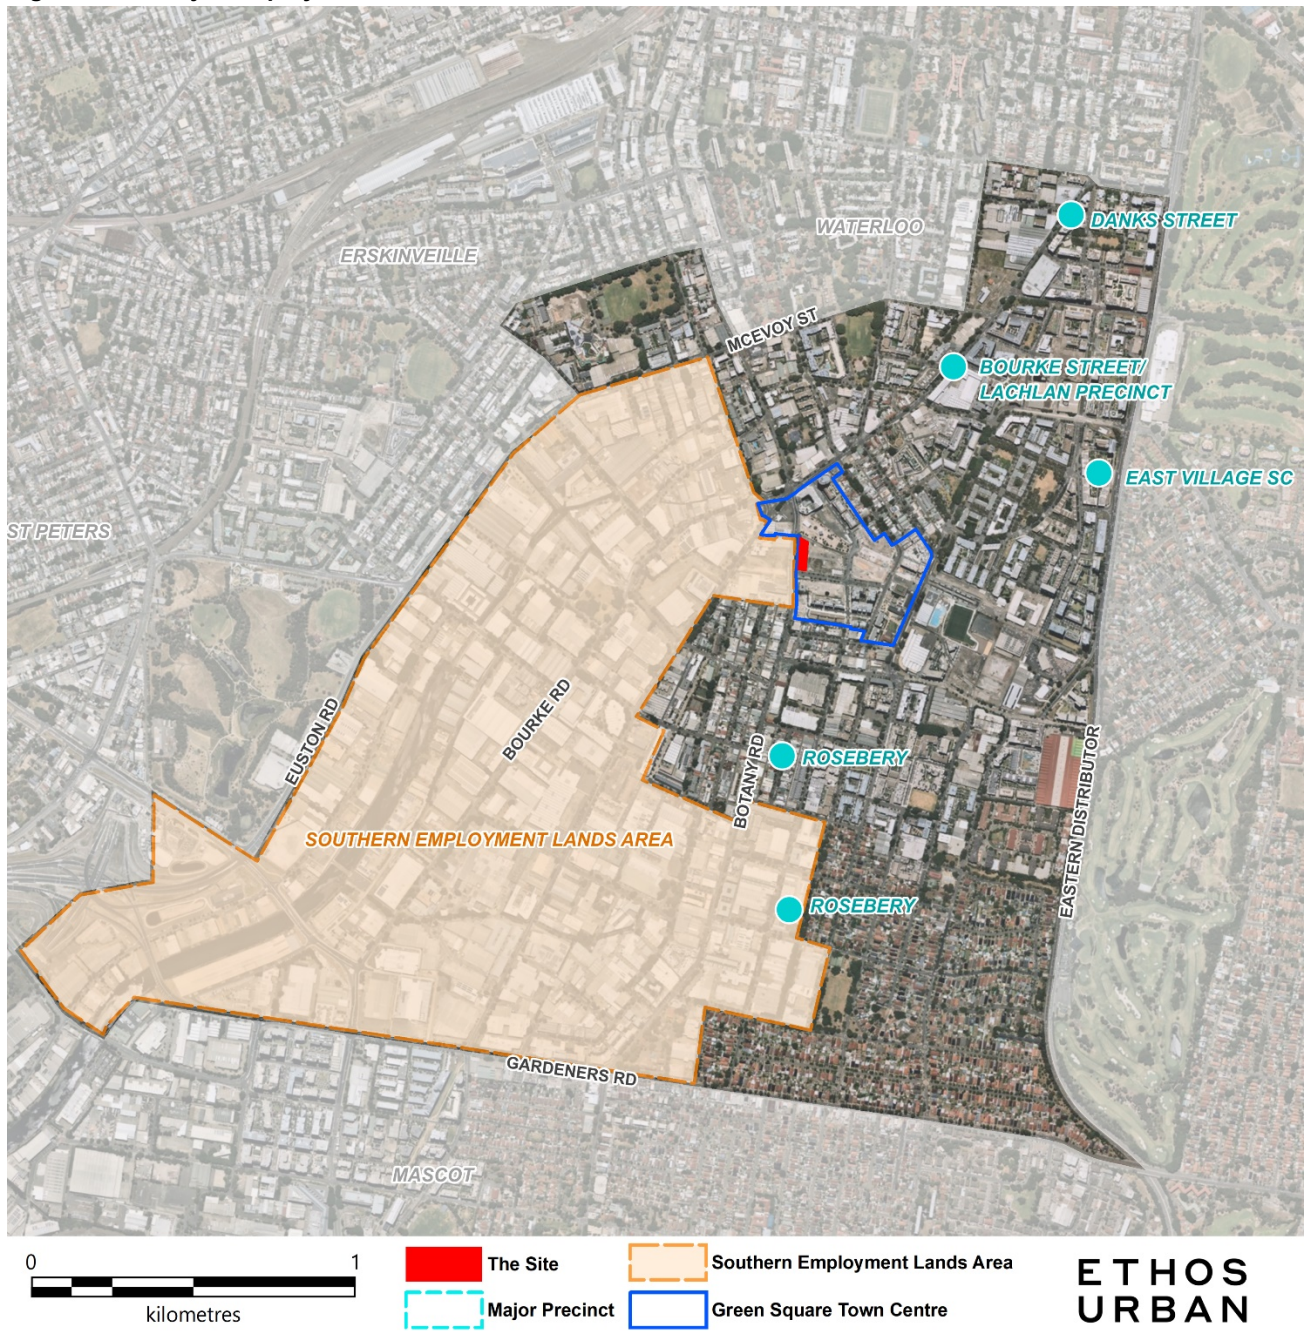 WATERLOO
DANKS STREET
ERSKINVEILLE
MCEVOY ST
BOURKE STREET/
LACHLAN PRECINCT
EAST VILLAGE SC
ST PETERS
EUSTON RD
BOURKE RD
BOTANY RD
ROSEBERY
EASTERN DISTRIBUTOR
SOUTHERN EMPLOYMENT LANDS AREA
ROSEBERY
GARDENERS RD
MASCOT
0 1
kilometres
The Site
Southern Employment Lands Area
Major Precinct
Green Square Town Centre
ETHOS
URBAN